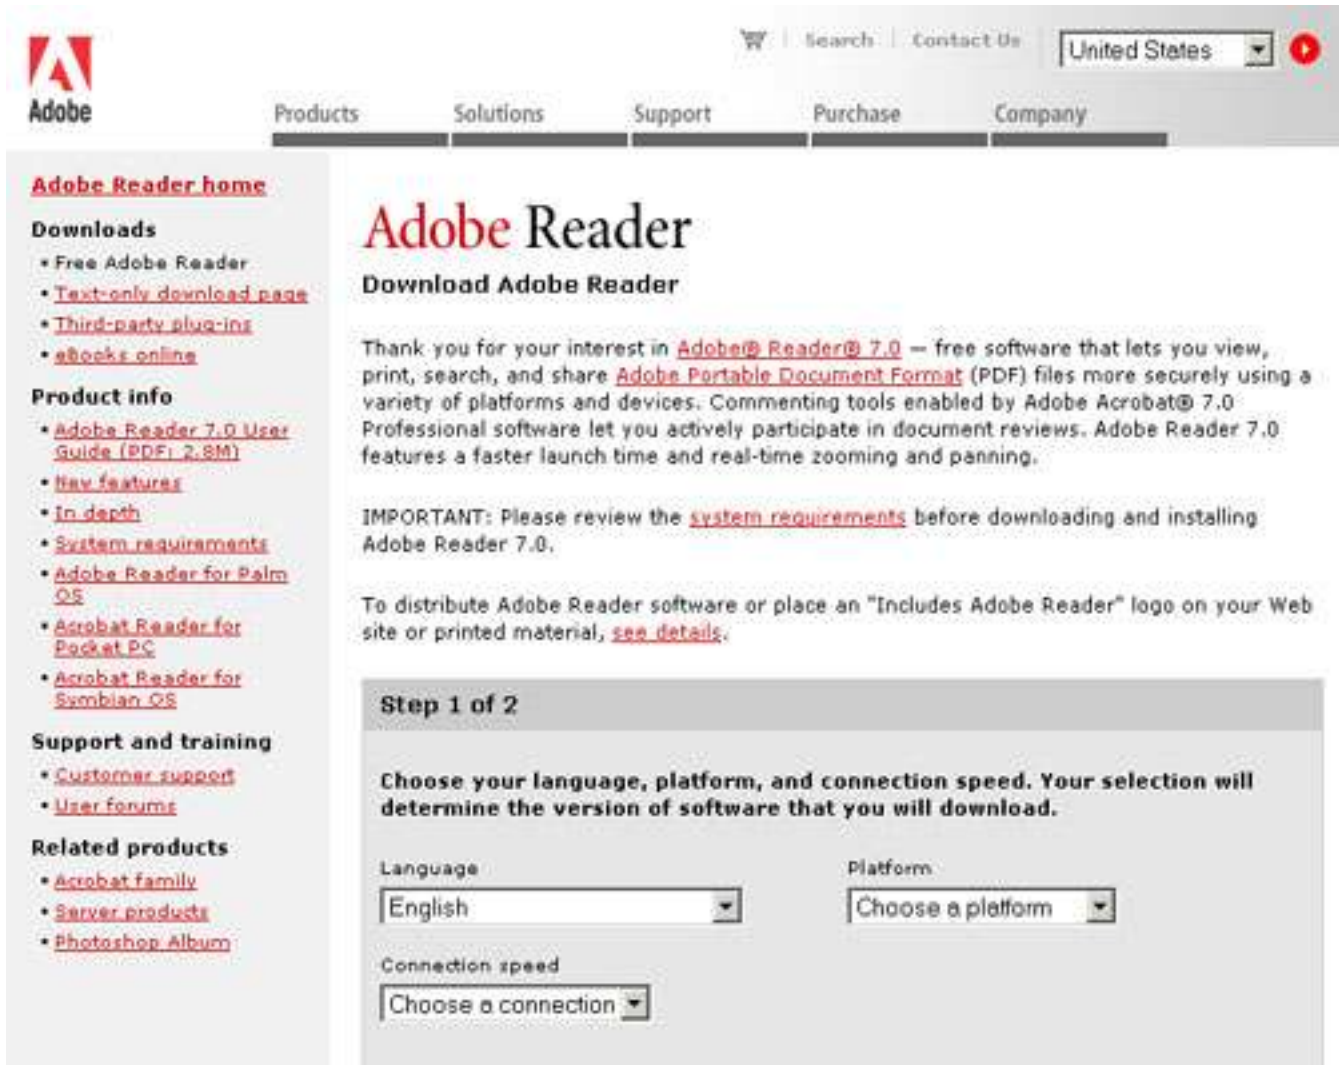 Search | Contact Us
United States
Adobe
Products Solutions Support Purchase Company
Adobe Reader home
Downloads
• Free Adobe Reader
• Text-only download page
• Third-party plug-ins
• eBooks online
Product info
• Adobe Reader 7.0 User
Guide (PDF: 2.8M)
• New features
• In depth
• System requirements
• Adobe Reader for Palm
OS
• Acrobat Reader for
Pocket PC
• Acrobat Reader for
Symbian OS
Support and training
• Customer support
• User forums
Related products
• Acrobat family
• Server products
• Photoshop Album
Adobe Reader
Download Adobe Reader
Thank you for your interest in Adobe® Reader® 7.0 — free software that lets you view,
print, search, and share Adobe Portable Document Format (PDF) files more securely using a
variety of platforms and devices. Commenting tools enabled by Adobe Acrobat® 7.0
Professional software let you actively participate in document reviews. Adobe Reader 7.0
features a faster launch time and real-time zooming and panning.
IMPORTANT: Please review the system requirements before downloading and installing
Adobe Reader 7.0.
To distribute Adobe Reader software or place an "Includes Adobe Reader" logo on your Web
site or printed material, see details.
Step 1 of 2
Choose your language, platform, and connection speed. Your selection will
determine the version of software that you will download.
Language Platform
English Choose a platform
Connection speed
Choose a connection